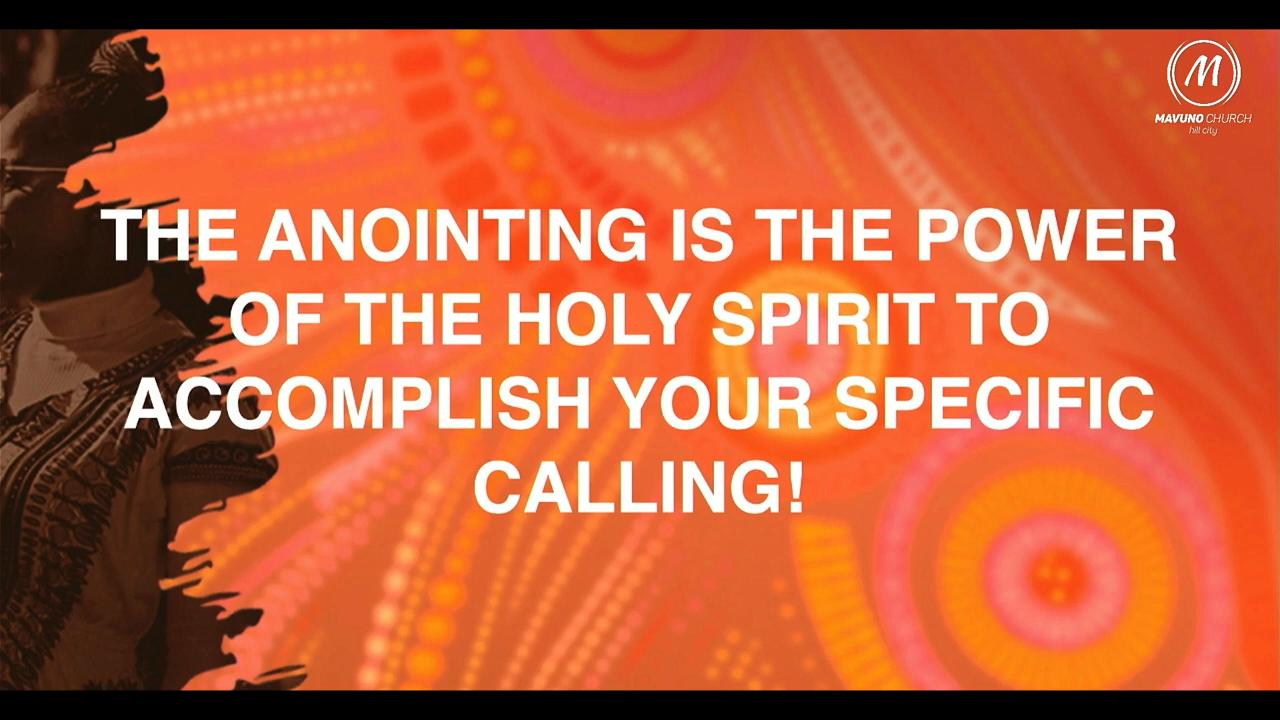 MAVUNO CHURCH
hill city
THE ANOINTING IS THE POWER
OF THE HOLY SPIRIT TO
ACCOMPLISH YOUR SPECIFIC
CALLING!